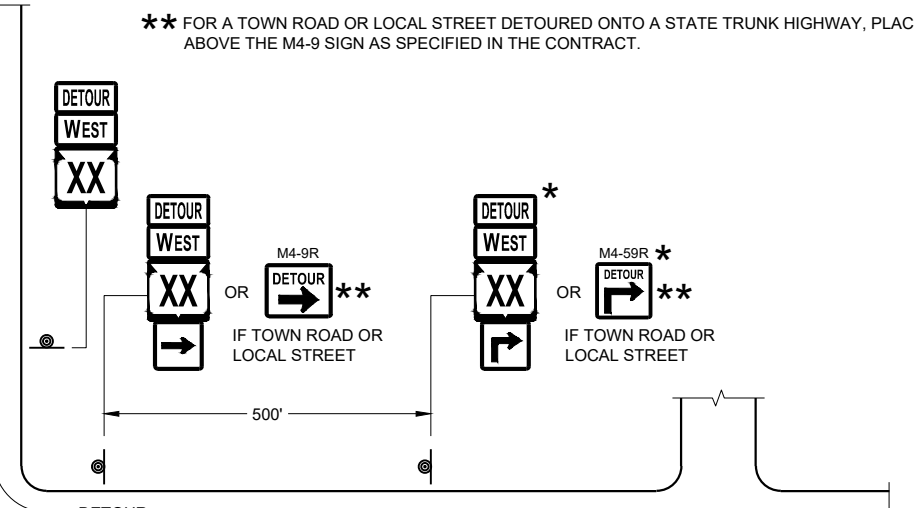 ** FOR A TOWN ROAD OR LOCAL STREET DETOURED ONTO A STATE TRUNK HIGHWAY, PLAC
ABOVE THE M4-9 SIGN AS SPECIFIED IN THE CONTRACT.
DETOUR
WEST
XX
DETOUR
WEST
XX
OR
M4-9R
DETOUR
**
IF TOWN ROAD OR
LOCAL STREET
DETOUR *
WEST
XX
OR
M4-59R *
DETOUR
**
IF TOWN ROAD OR
LOCAL STREET
500'
DETOUR